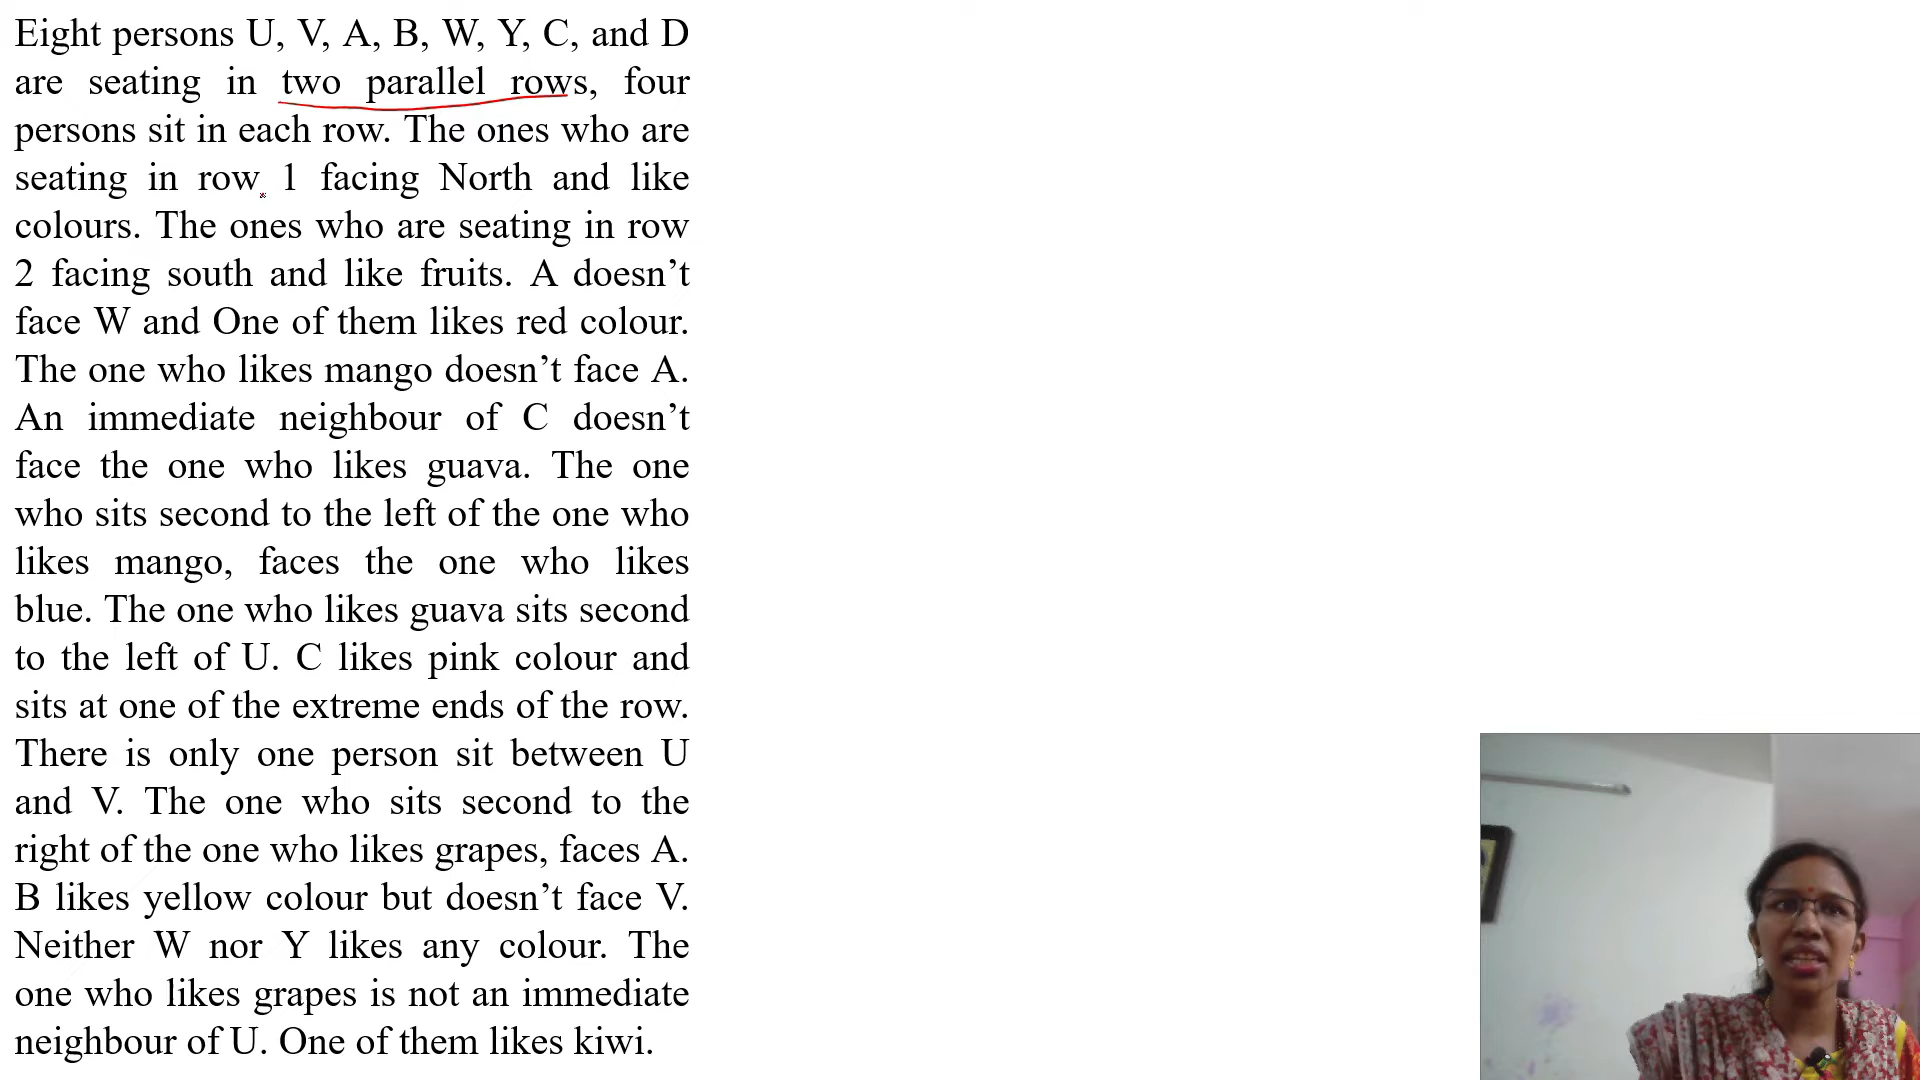 Eight persons U, V, A, B, W, Y, C, and D
are seating in two parallel rows, four
persons sit in each row. The ones who are
seating in row 1 facing North and like
colours. The ones who are seating in row
2 facing south and like fruits. A doesn’t
face W and One of them likes red colour.
The one who likes mango doesn’t face A.
An immediate neighbour of C doesn’t
face the one who likes guava. The one
who sits second to the left of the one who
likes mango, faces the one who likes
blue. The one who likes guava sits second
to the left of U. C likes pink colour and
sits at one of the extreme ends of the row.
There is only one person sit between U
and V. The one who sits second to the
right of the one who likes grapes, faces A.
B likes yellow colour but doesn’t face V.
Neither W nor Y likes any colour. The
one who likes grapes is not an immediate
neighbour of U. One of them likes kiwi.